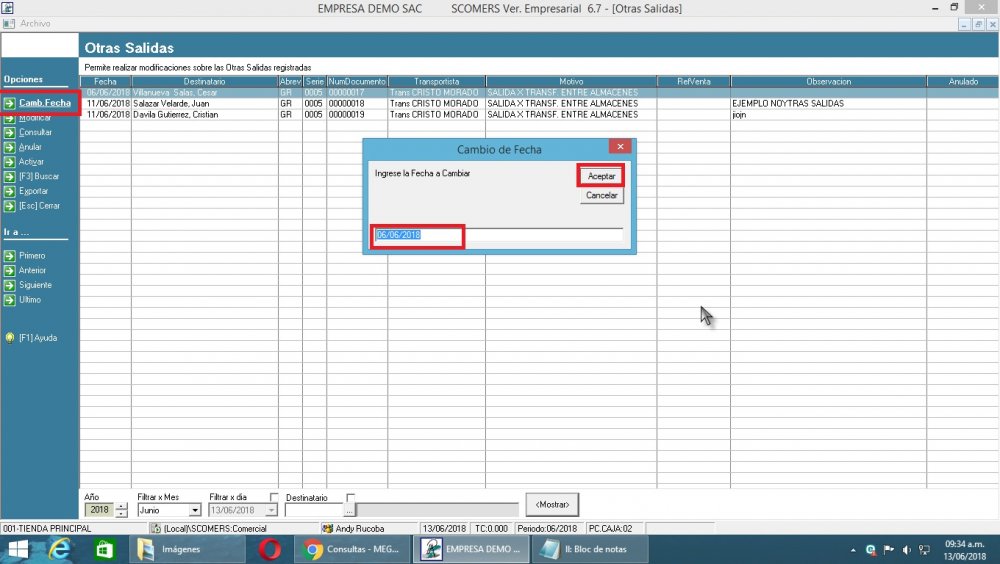 EMPRESA DEMO SAC SCOMERS Ver. Empresarial 6.7 - [Otras Salidas]
Archivo
Otras Salidas
Permite realizar modificaciones sobre las Otras Salidas registradas
Opciones
Camb.Fecha
Modificar
Consultar
Anular
Activar
[F3] Buscar
Exportar
[Esc] Cerrar
Ir a ...
Primero
Anterior
Siguiente
Ultimo
[F1] Ayuda
Fecha Destinatario Abrev Serie NumDocumento Transportista Motivo RefVenta Observacion Anulado
06/06/2018 Villanueva Salas, Cesar GR 0005 00000017 Trans CRISTO MORADO SALIDA X TRANSF. ENTRE ALMACENES
11/06/2018 Salazar Velarde, Juan GR 0005 00000018 Trans CRISTO MORADO SALIDA X TRANSF. ENTRE ALMACENES EJEMPLO NOYTRAS SALIDAS
11/06/2018 Davila Gutierrez, Cristian GR 0005 00000019 Trans CRISTO MORADO SALIDA X TRANSF. ENTRE ALMACENES jiojn
Cambio de Fecha
Ingrese la Fecha a Cambiar
Aceptar
Cancelar
06/06/2018
Año Filtrar x Mes Filtrar x dia Destinatario
2018 Junio 13/06/2018 ... <Mostrar>
001-TIENDA PRINCIPAL (Local)\SCOMERS:Comercial Andy Rucoba 13/06/2018 TC:0.000 Periodo:06/2018 PC.CAJA:02
Imágenes Consultas - MEG... EMPRESA DEMO ... II: Bloc de notas
09:34 a.m.
13/06/2018